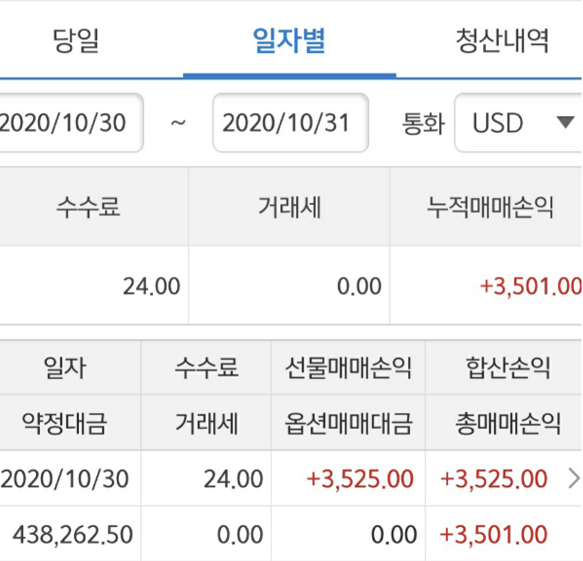 당일 일자별 청산내역
2020/10/30 ~ 2020/10/31 통화 USD
수수료 거래세 누적매매손익
24.00 0.00 +3,501.00
일자 수수료 선물매매손익 합산손익
약정대금 거래세 옵션매매대금 총매매손익
2020/10/30 24.00 +3,525.00 +3,525.00
438,262.50 0.00 0.00 +3,501.00